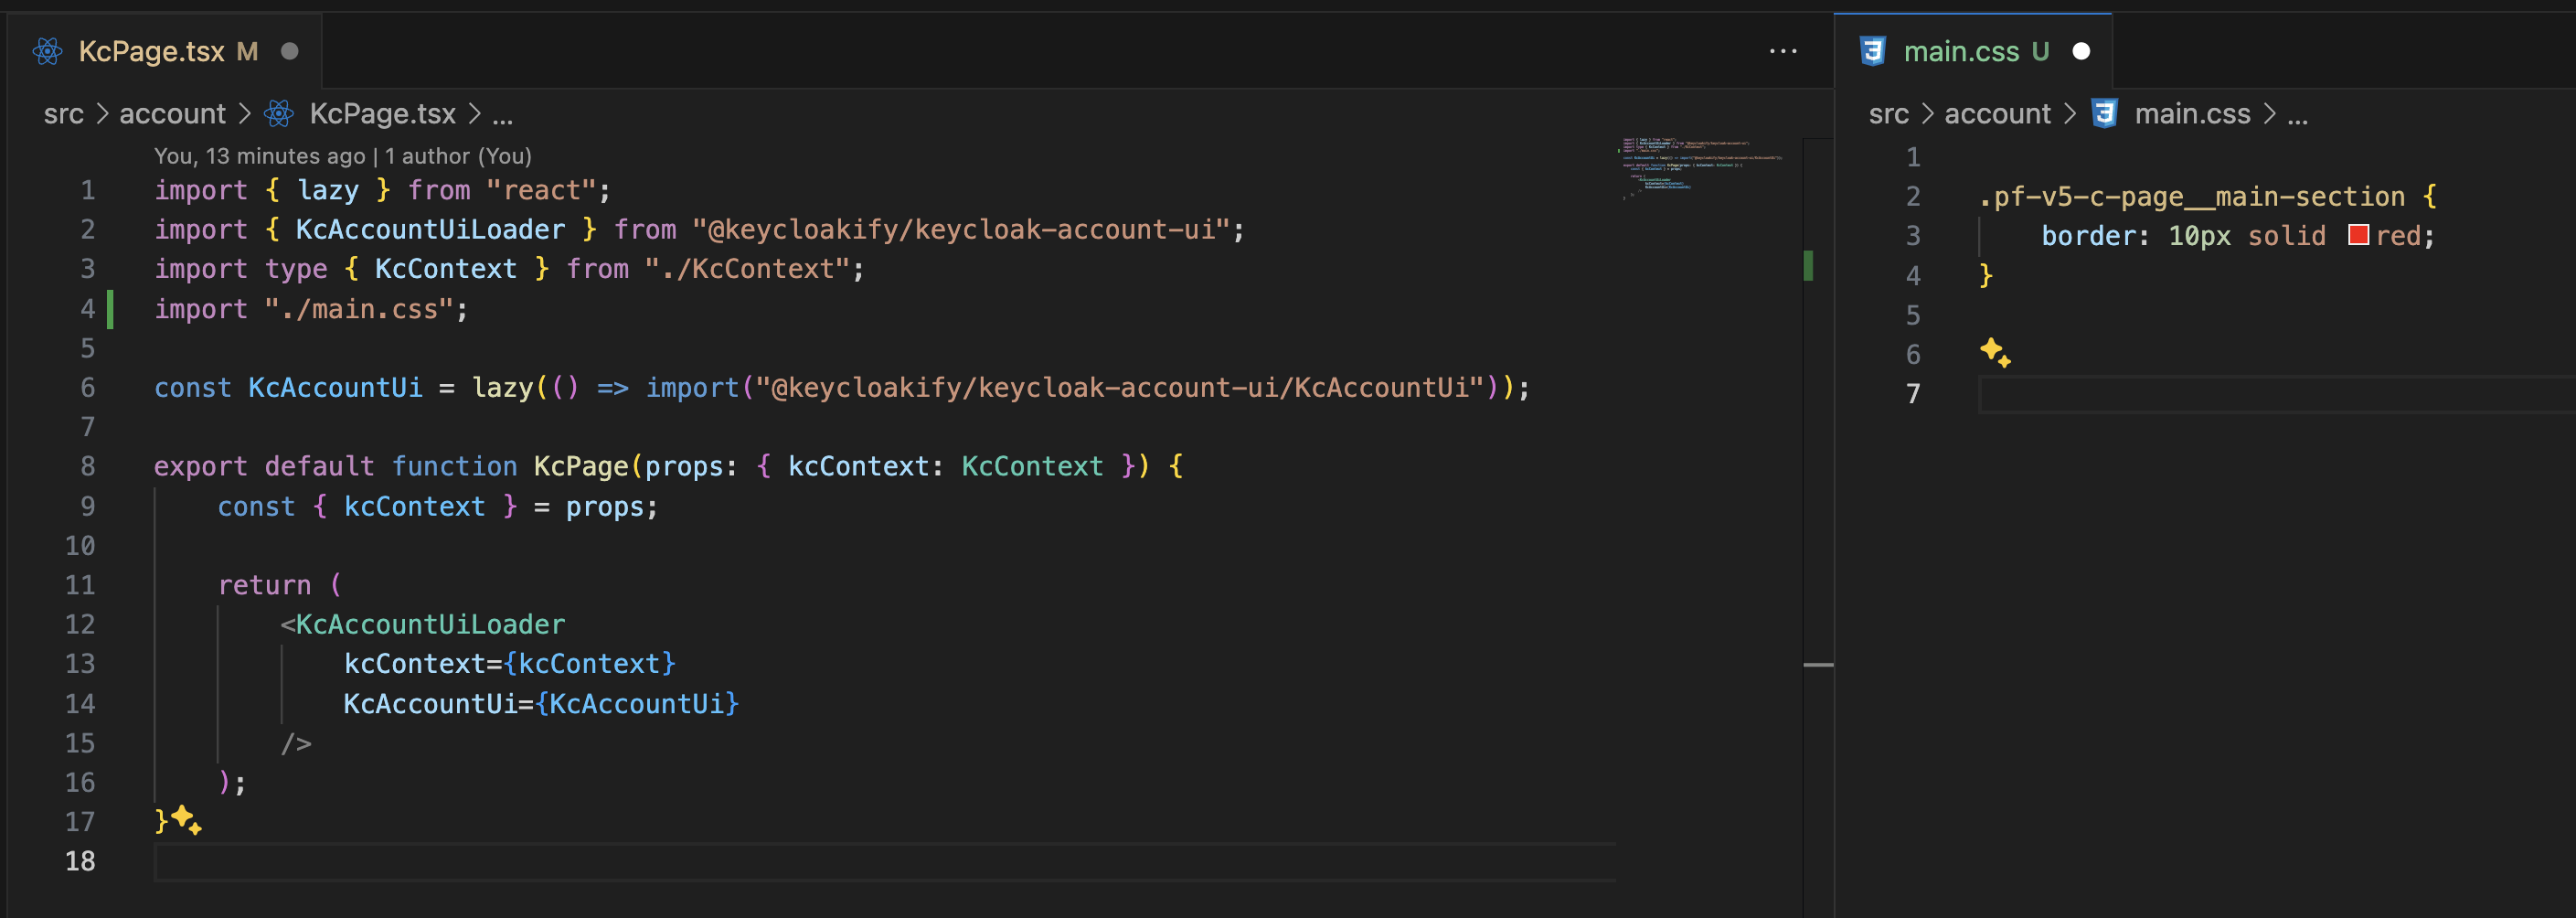 KcPage.tsx M
src > account > KcPage.tsx > ...
You, 13 minutes ago | 1 author (You)
1 import { lazy } from "react";
2 import { KcAccountUiLoader } from "@keycloakify/keycloak-account-ui";
3 import type { KcContext } from "./KcContext";
4 import "./main.css";
5
6 const KcAccountUi = lazy(() => import("@keycloakify/keycloak-account-ui/KcAccountUi"));
7
8 export default function KcPage(props: { kcContext: KcContext }) {
9     const { kcContext } = props;
10
11     return (
12         <KcAccountUiLoader
13             kcContext={kcContext}
14             KcAccountUi={KcAccountUi}
15         />
16     );
17 }
18
main.css U
src > account > main.css > ...
1
2 .pf-v5-c-page__main-section {
3     border: 10px solid red;
4 }
5
6
7